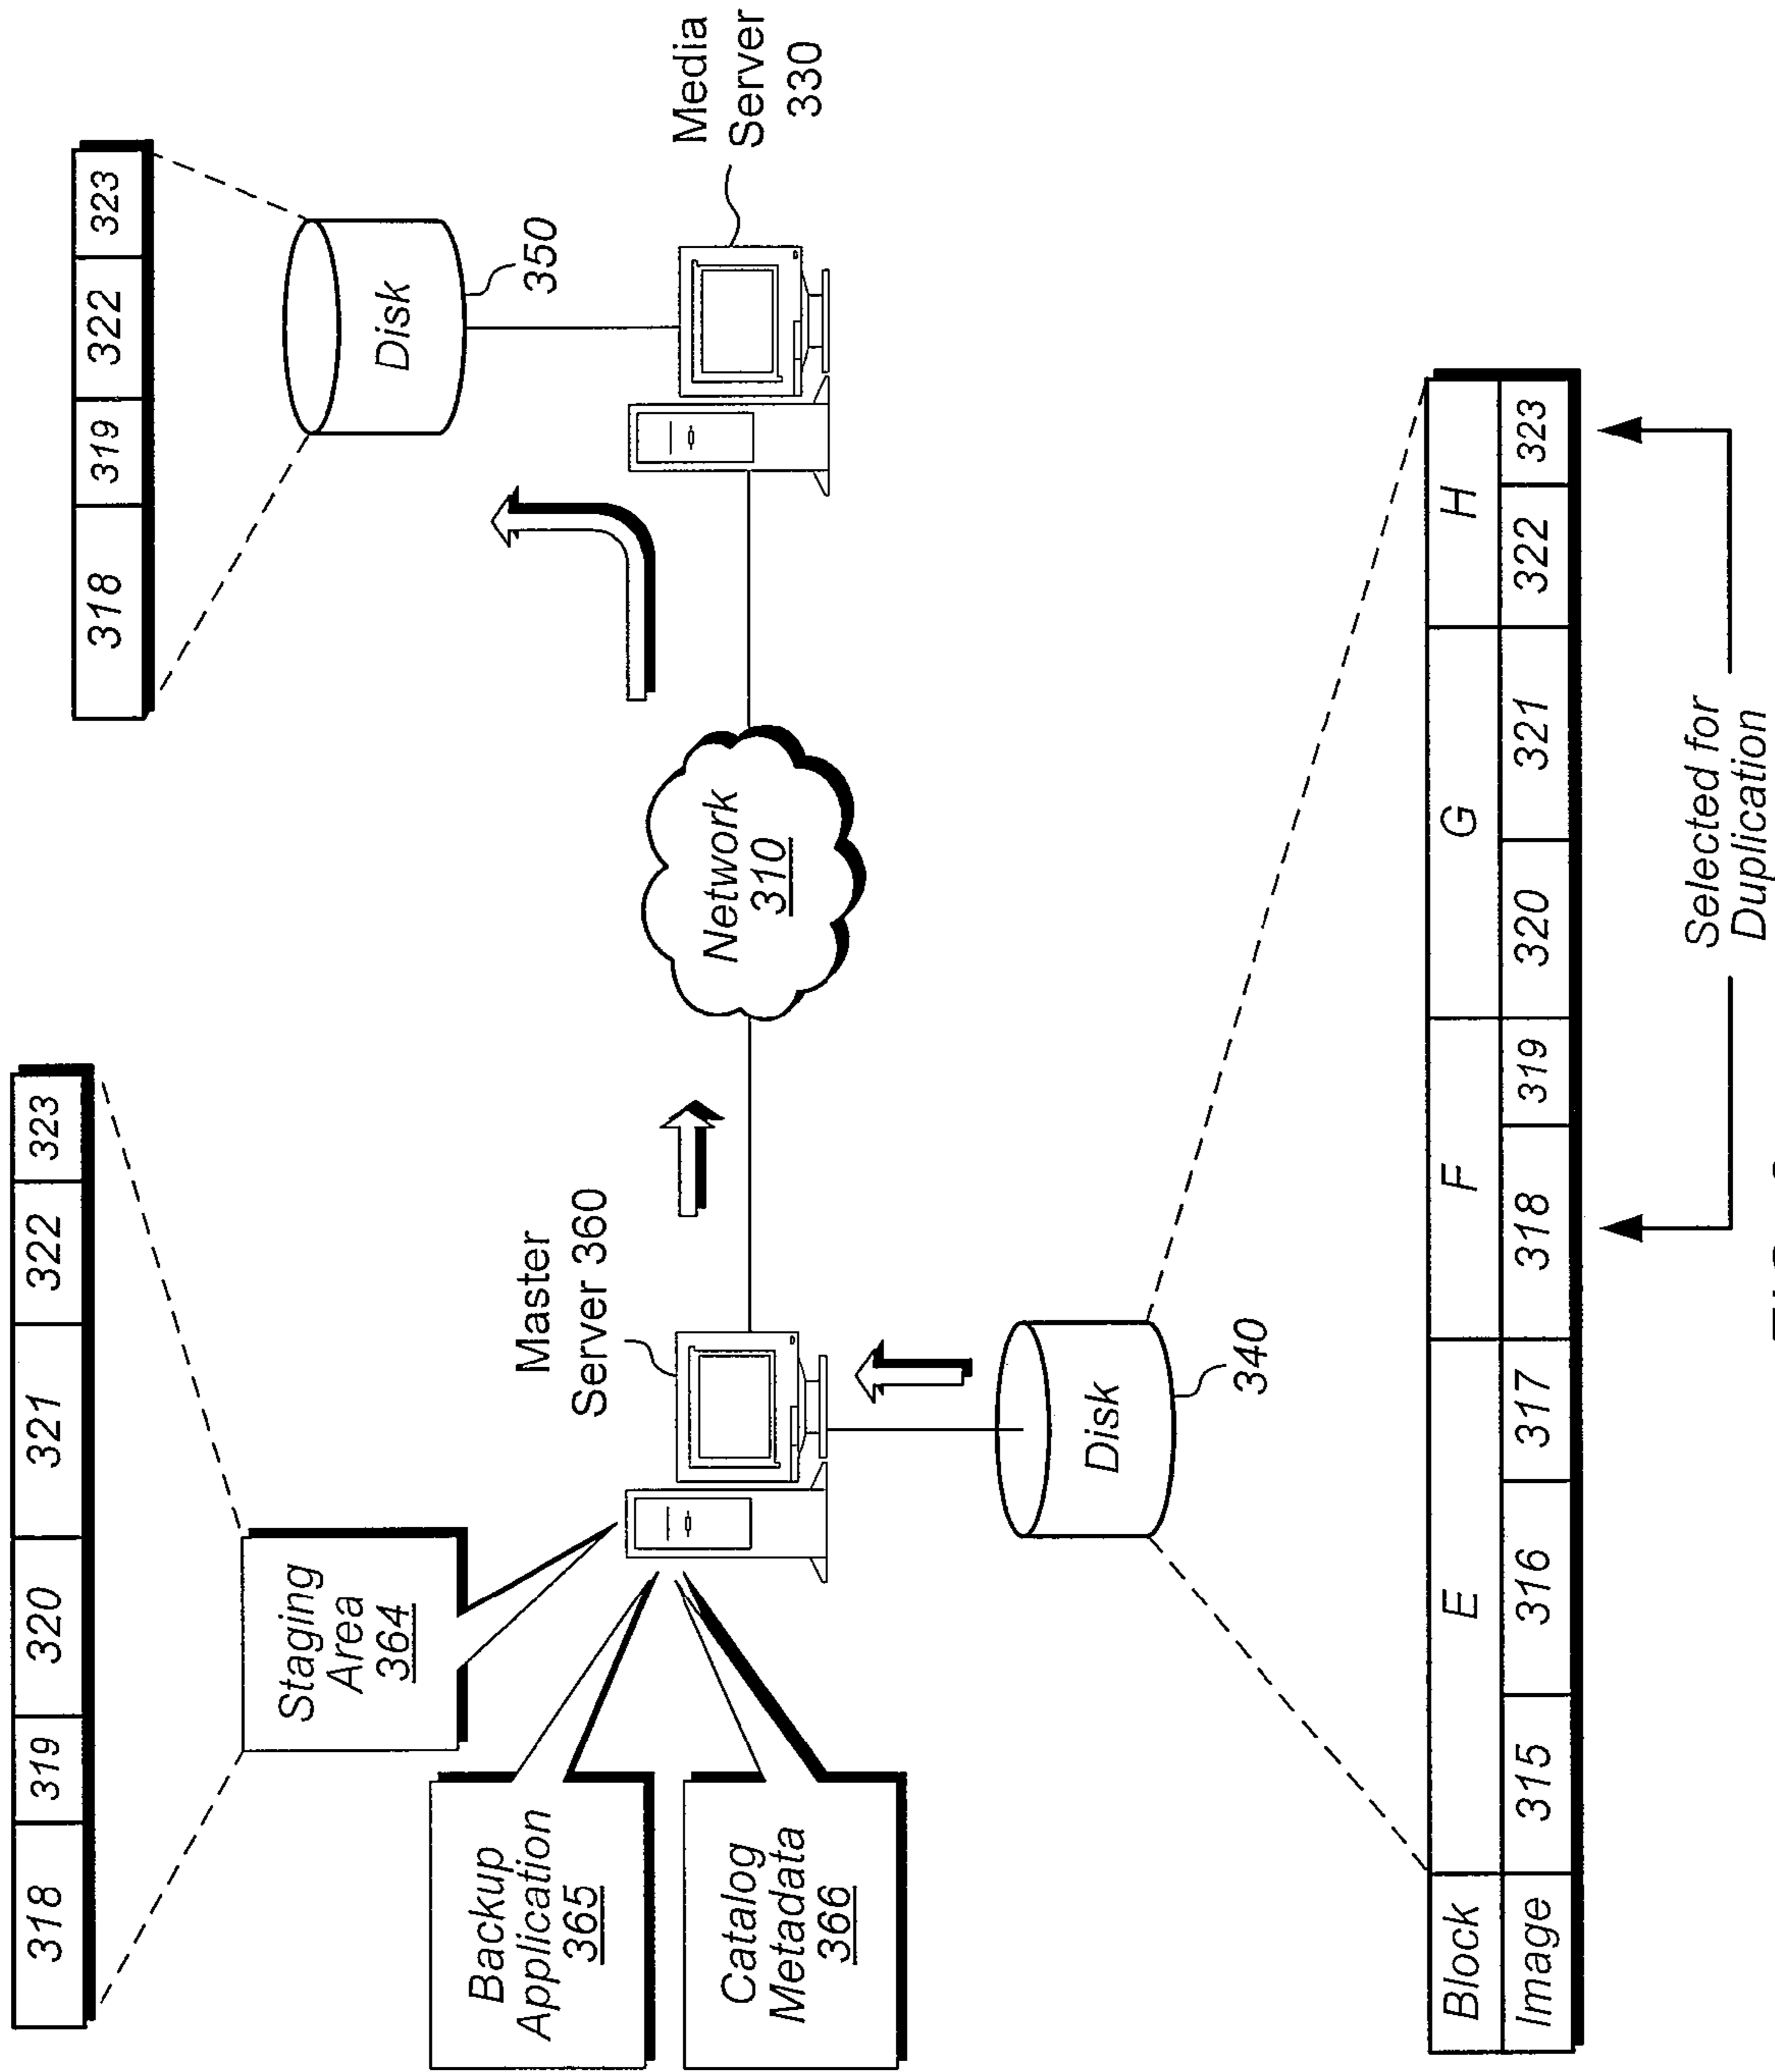 318 319 320 321 322 323
318 319 322 323
Staging
Area
364
Backup
Application
365
Catalog
Metadata
366
Master
Server 360
Network
310
Disk
350
Media
Server
330
Disk
340
Block E F G H
Image 315 316 317 318 319 320 321 322 323
Selected for
Duplication